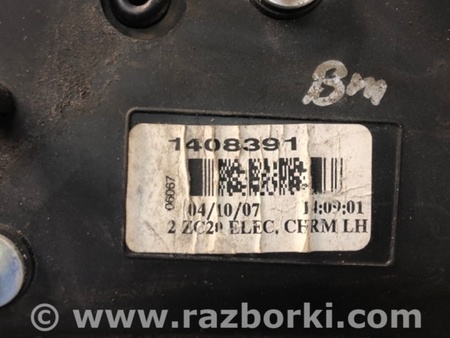 Bm
1408391
06067
04/10/07 14:09:01
2 ZC20 ELEC, CHRM LH
© www.razborki.com